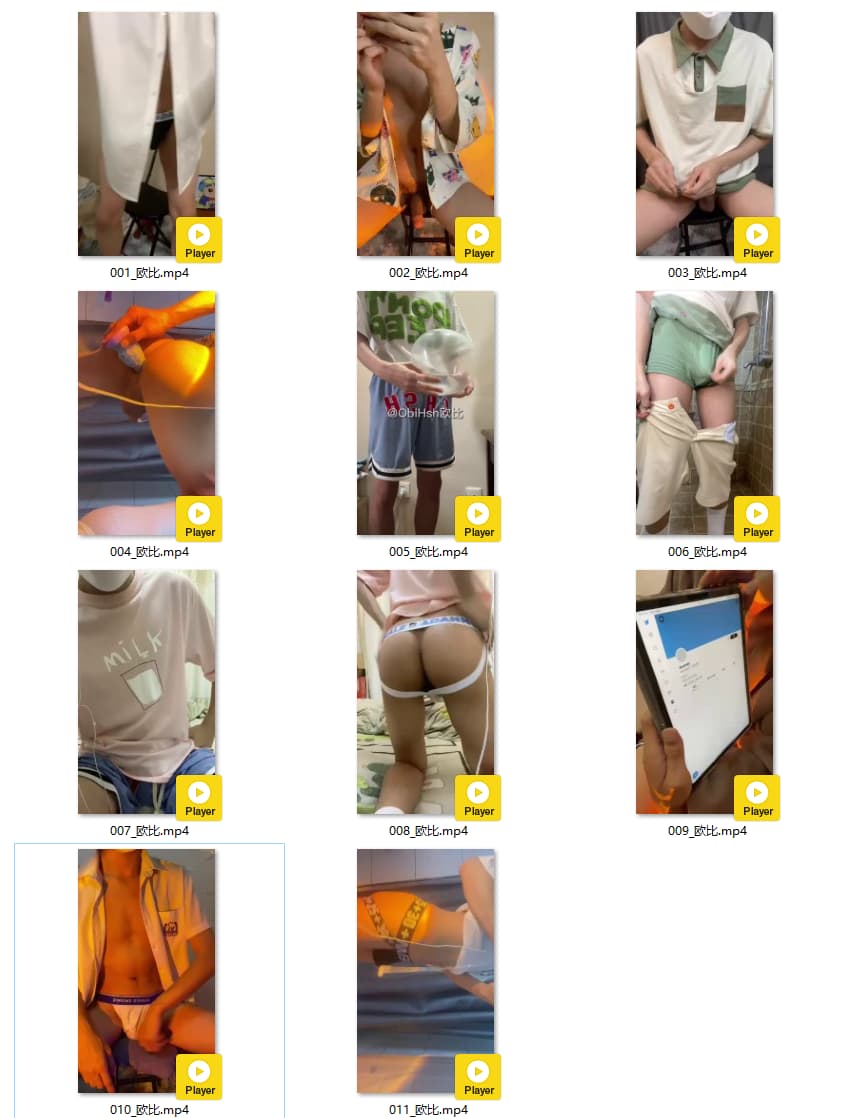 Player
Player
Player
001_欧比.mp4
002_欧比.mp4
003_欧比.mp4
DONT
KEEP
@ObiHsh欧比
Player
Player
Player
004_欧比.mp4
005_欧比.mp4
006_欧比.mp4
MiLK
Player
Player
Player
007_欧比.mp4
008_欧比.mp4
009_欧比.mp4
Player
Player
010_欧比.mp4
011_欧比.mp4